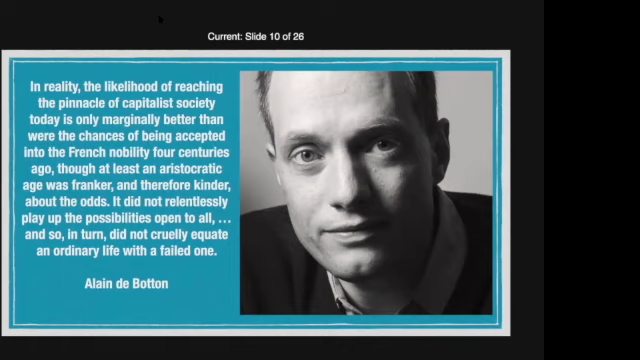 Current: Slide 10 of 26
In reality, the likelihood of reaching
the pinnacle of capitalist society
today is only marginally better than
were the chances of being accepted
into the French nobility four centuries
ago, though at least an aristocratic
age was franker, and therefore kinder,
about the odds. It did not relentlessly
play up the possibilities open to all, …
and so, in turn, did not cruelly equate
an ordinary life with a failed one.
Alain de Botton